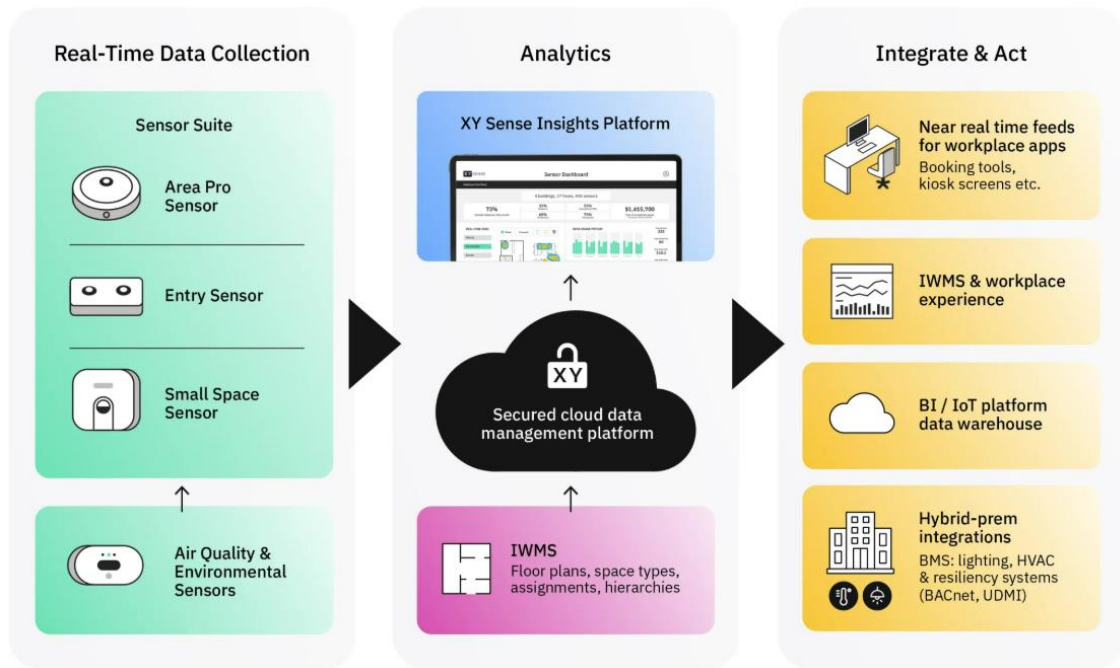 Real-Time Data Collection
Sensor Suite
Area Pro
Sensor
Entry Sensor
Small Space
Sensor
Air Quality &
Environmental
Sensors
Analytics
XY Sense Insights Platform
XY
Sensor Dashboard
73%
$1,415,700
XY
Secured cloud data
management platform
IWMS
Floor plans, space types,
assignments, hierarchies
Integrate & Act
Near real time feeds
for workplace apps
Booking tools,
kiosk screens etc.
IWMS & workplace
experience
BI / IoT platform
data warehouse
Hybrid-prem
integrations
BMS: lighting, HVAC
& resiliency systems
(BACnet, UDMI)